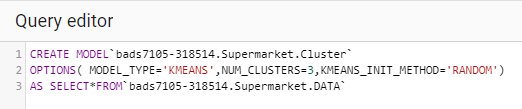 Query editor
1 CREATE MODEL`bads7105-318514.Supermarket.Cluster`
2 OPTIONS( MODEL_TYPE='KMEANS',NUM_CLUSTERS=3,KMEANS_INIT_METHOD='RANDOM')
3 AS SELECT*FROM`bads7105-318514.Supermarket.DATA`